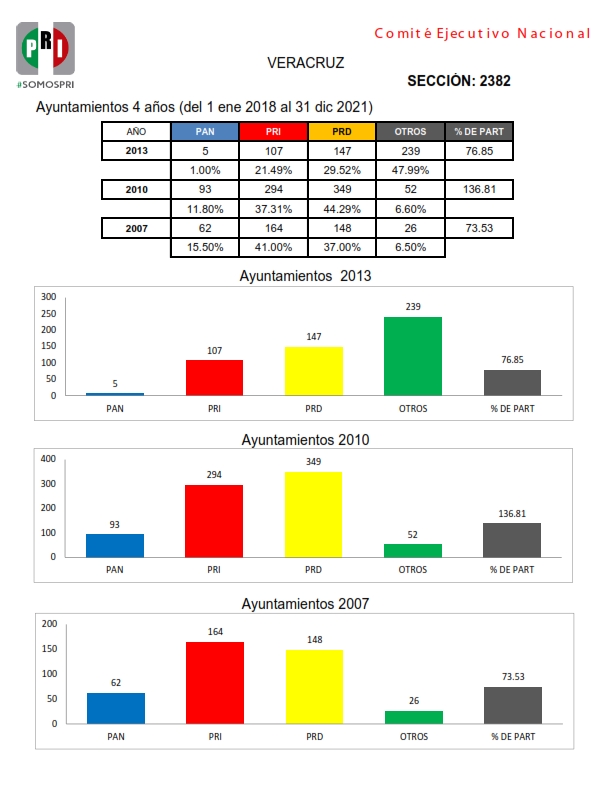 Comité Ejecutivo Nacional
PRI
#SOMOSPRI
VERACRUZ
SECCIÓN: 2382
Ayuntamientos 4 años (del 1 ene 2018 al 31 dic 2021)
AÑO PAN PRI PRD OTROS % DE PART
2013 5 107 147 239 76.85
1.00% 21.49% 29.52% 47.99%
2010 93 294 349 52 136.81
11.80% 37.31% 44.29% 6.60%
2007 62 164 148 26 73.53
15.50% 41.00% 37.00% 6.50%
Ayuntamientos 2013
300
250
200
150
100
50
0
5 107 147 239 76.85
PAN PRI PRD OTROS % DE PART
Ayuntamientos 2010
400
300
200
100
0
93 294 349 52 136.81
PAN PRI PRD OTROS % DE PART
Ayuntamientos 2007
200
150
100
50
0
62 164 148 26 73.53
PAN PRI PRD OTROS % DE PART